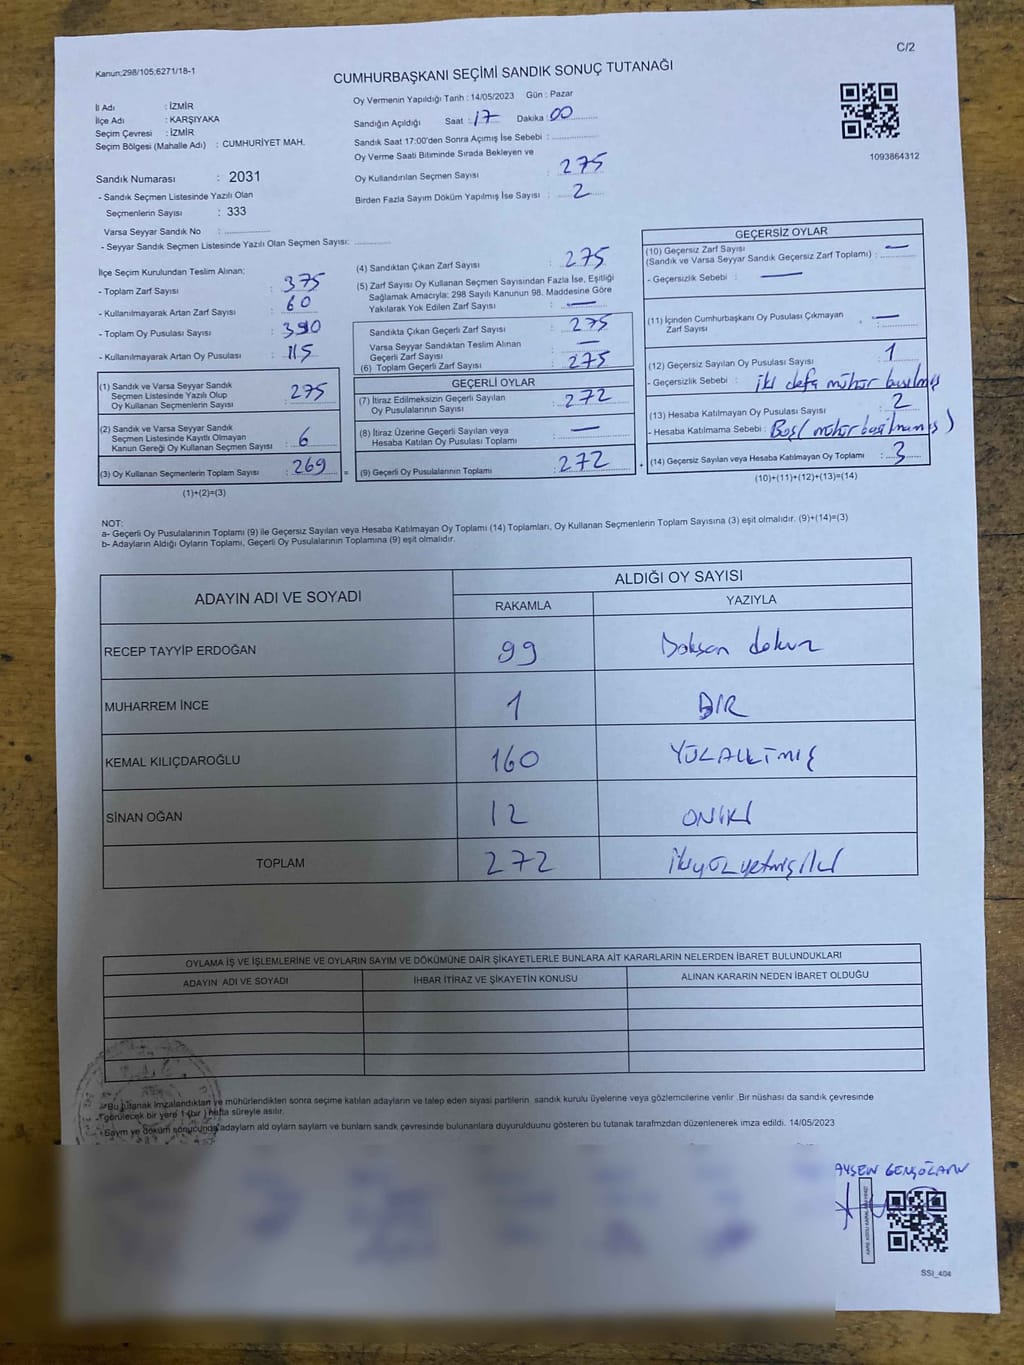 C/2
Kanun;298/105;6271/18-1
CUMHURBAŞKANI SEÇİMİ SANDIK SONUÇ TUTANAĞI
İl Adı : İZMİR
İlçe Adı : KARŞIYAKA
Seçim Çevresi : İZMİR
Seçim Bölgesi (Mahalle Adı) : CUMHURİYET MAH.
Sandık Numarası : 2031
- Sandık Seçmen Listesinde Yazılı Olan
Seçmenlerin Sayısı : 333
Varsa Seyyar Sandık No :
- Seyyar Sandık Seçmen Listesinde Yazılı Olan Seçmen Sayısı:
Oy Vermenin Yapıldığı Tarih : 14/05/2023 Gün : Pazar
Sandığın Açıldığı Saat : 17 Dakika : 00
Sandık Saat 17:00'den Sonra Açımış İse Sebebi :
Oy Verme Saati Bitiminde Sırada Bekleyen ve
Oy Kullandırılan Seçmen Sayısı : 275
Birden Fazla Sayım Döküm Yapılmış İse Sayısı : 2
1093864312
İlçe Seçim Kurulundan Teslim Alınan;
- Toplam Zarf Sayısı : 375
- Kullanılmayarak Artan Zarf Sayısı : 60
- Toplam Oy Pusulası Sayısı : 390
- Kullanılmayarak Artan Oy Pusulası : 115
(1) Sandık ve Varsa Seyyar Sandık
Seçmen Listesinde Yazılı Olup
Oy Kullanan Seçmenlerin Sayısı : 275
(2) Sandık ve Varsa Seyyar Sandık
Seçmen Listesinde Kayıtlı Olmayan
Kanun Gereği Oy Kullanan Seçmen Sayısı : 6
(3) Oy Kullanan Seçmenlerin Toplam Sayısı : 269 =
(1)+(2)=(3)
(4) Sandıktan Çıkan Zarf Sayısı : 275
(5) Zarf Sayısı Oy Kullanan Seçmen Sayısından Fazla İse, Eşitliği
Sağlamak Amacıyla; 298 Sayılı Kanunun 98. Maddesine Göre
Yakılarak Yok Edilen Zarf Sayısı : —
Sandıkta Çıkan Geçerli Zarf Sayısı : 275
Varsa Seyyar Sandıktan Teslim Alınan
Geçerli Zarf Sayısı : —
(6) Toplam Geçerli Zarf Sayısı : 275
GEÇERLİ OYLAR
(7) İtiraz Edilmeksizin Geçerli Sayılan
Oy Pusulalarının Sayısı : 272
(8) İtiraz Üzerine Geçerli Sayılan veya
Hesaba Katılan Oy Pusulası Toplamı : —
(9) Geçerli Oy Pusulalarının Toplamı : 272 +
GEÇERSİZ OYLAR
(10) Geçersiz Zarf Sayısı
(Sandık ve Varsa Seyyar Sandık Geçersiz Zarf Toplamı) : —
- Geçersizlik Sebebi : —
(11) İçinden Cumhurbaşkanı Oy Pusulası Çıkmayan
Zarf Sayısı : —
(12) Geçersiz Sayılan Oy Pusulası Sayısı : 1
- Geçersizlik Sebebi : iki defa mühür basılmış
(13) Hesaba Katılmayan Oy Pusulası Sayısı : 2
- Hesaba Katılmama Sebebi : Boş( mühür basılmamış )
(14) Geçersiz Sayılan veya Hesaba Katılmayan Oy Toplamı : 3
(10)+(11)+(12)+(13)=(14)
NOT:
a- Geçerli Oy Pusulalarının Toplamı (9) ile Geçersiz Sayılan veya Hesaba Katılmayan Oy Toplamı (14) Toplamları, Oy Kullanan Seçmenlerin Toplam Sayısına (3) eşit olmalıdır. (9)+(14)=(3)
b- Adayların Aldığı Oyların Toplamı, Geçerli Oy Pusulalarının Toplamına (9) eşit olmalıdır.
ADAYIN ADI VE SOYADI
ALDIĞI OY SAYISI
RAKAMLA YAZIYLA
RECEP TAYYİP ERDOĞAN 99 Doksan dokuz
MUHARREM İNCE 1 BİR
KEMAL KILIÇDAROĞLU 160 YÜZALTMIŞ
SİNAN OĞAN 12 ONİKİ
TOPLAM 272 İkiyüzyetmişiki
OYLAMA İŞ VE İŞLEMLERİNE VE OYLARIN SAYIM VE DÖKÜMÜNE DAİR ŞİKAYETLERLE BUNLARA AİT KARARLARIN NELERDEN İBARET BULUNDUKLARI
ADAYIN ADI VE SOYADI İHBAR İTİRAZ VE ŞİKAYETİN KONUSU ALINAN KARARIN NEDEN İBARET OLDUĞU
Bu tutanak imzalandıktan ve mühürlendikten sonra seçime katılan adayların ve talep eden siyasi partilerin sandık kurulu üyelerine veya gözlemcilerine verilir .Bir nüshası da sandık çevresinde
görülecek bir yere 1 (bir ) hafta süreyle asılır.
Sayım ve döküm sonucunda adayların ald oylarn saylarn ve bunlarn sandk çevresinde bulunanlara duyurulduunu gösteren bu tutanak tarafmzdan düzenlenerek imza edildi. 14/05/2023
AYSEN
SSI_404